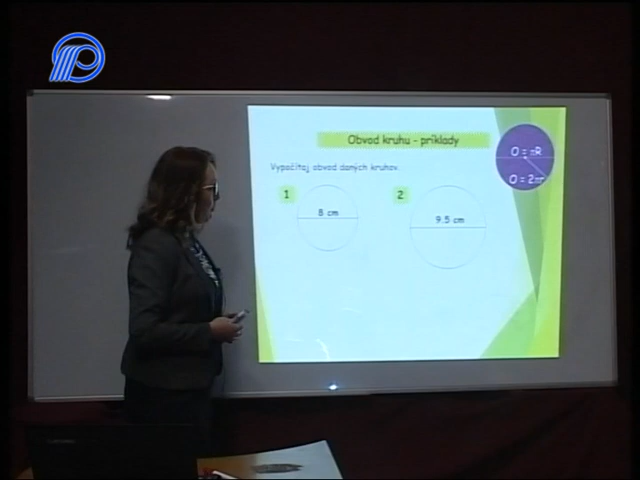 Obvod kruhu - príklady
O = πR
O = 2πr
Vypočítaj obvod daných kruhov.
1
2
8 cm
9.5 cm